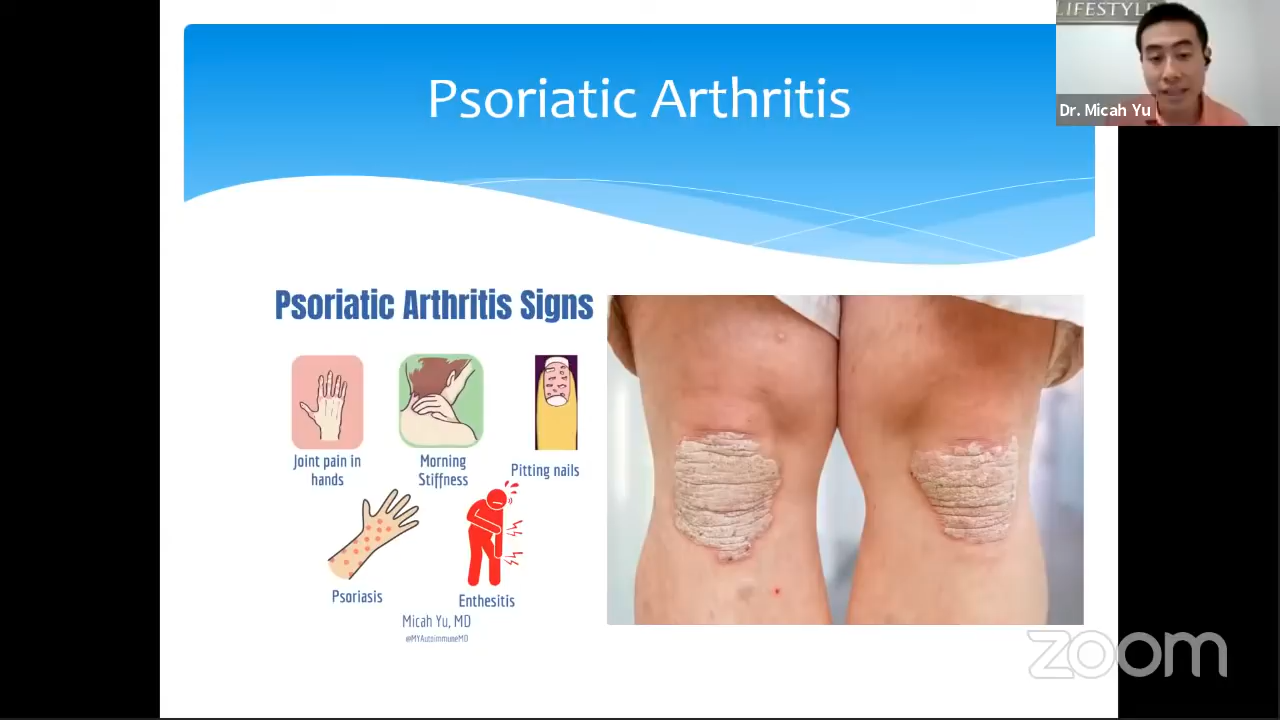 LIFESTYLE
Dr. Micah Yu
Psoriatic Arthritis
Psoriatic Arthritis Signs
Joint pain in
hands
Morning
Stiffness
Pitting nails
Psoriasis
Enthesitis
Micah Yu, MD
@MYAutoimmuneMD
zoom